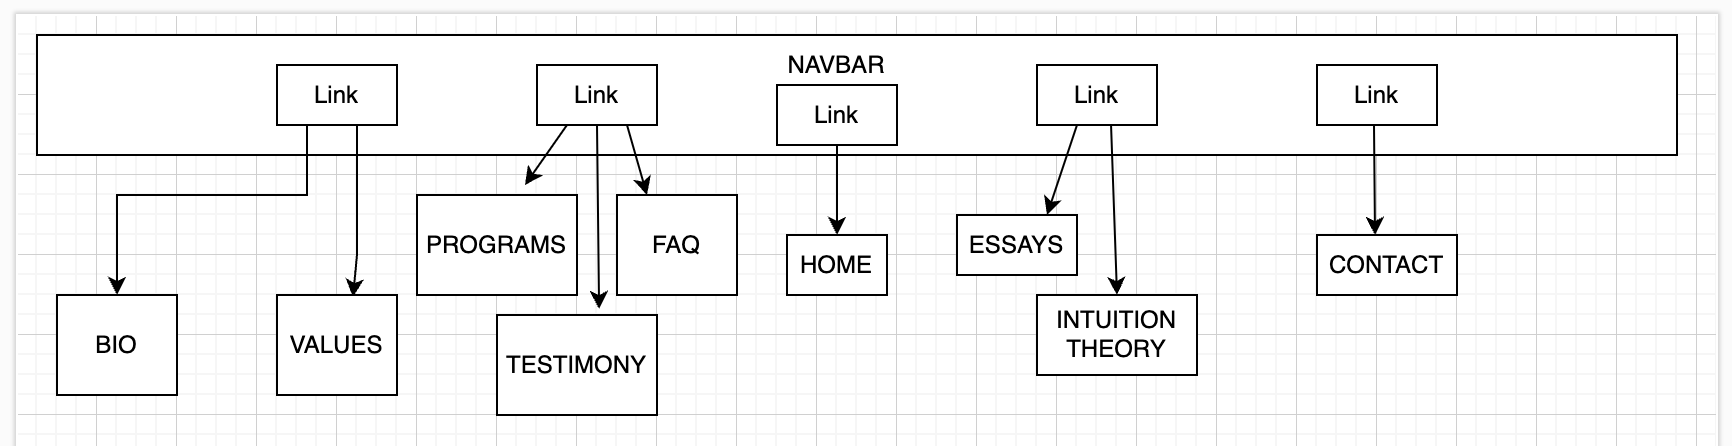 NAVBAR
Link
Link
Link
Link
Link
PROGRAMS
FAQ
HOME
ESSAYS
CONTACT
BIO
VALUES
TESTIMONY
INTUITION
THEORY